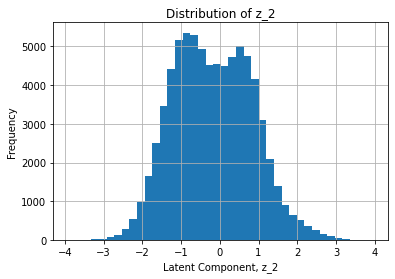 Distribution of z_2
Frequency
5000
4000
3000
2000
1000
0
−4 −3 −2 −1 0 1 2 3 4
Latent Component, z_2